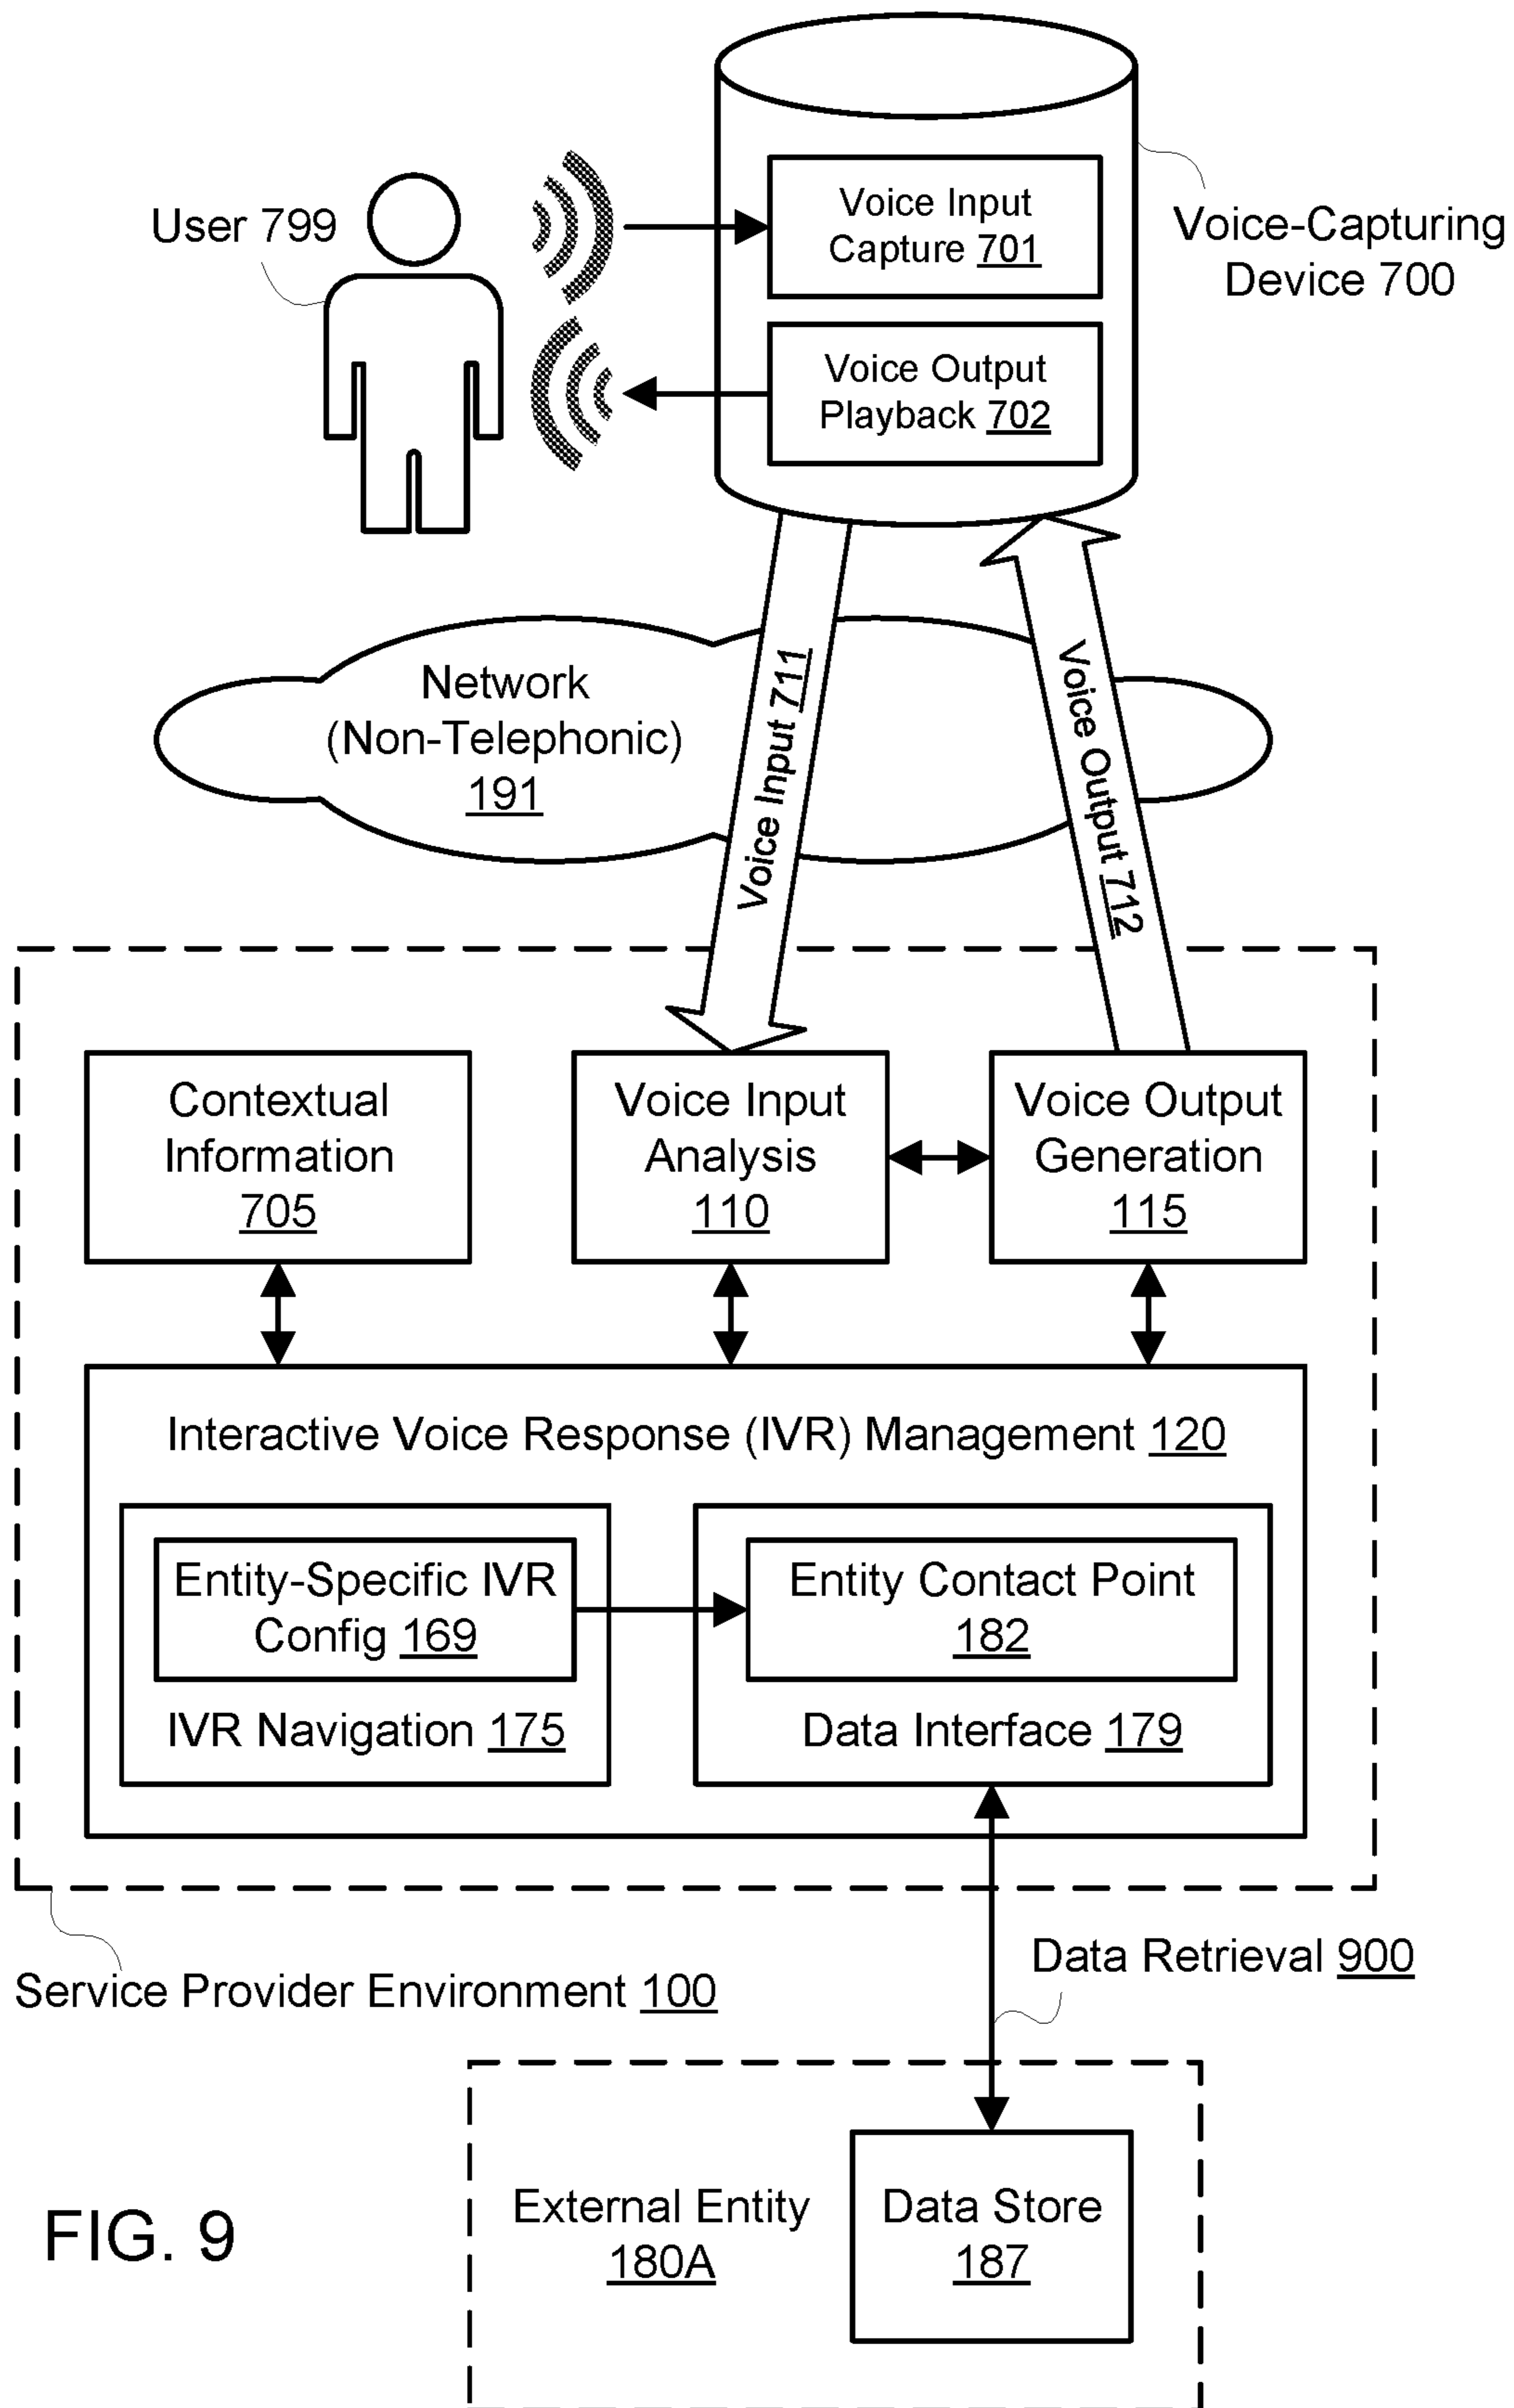 User 799
Voice Input
Capture 701
Voice-Capturing
Device 700
Voice Output
Playback 702
Network
(Non-Telephonic)
191
Voice Input 711
Voice Output 712
Contextual
Information
705
Voice Input
Analysis
110
Voice Output
Generation
115
Interactive Voice Response (IVR) Management 120
Entity-Specific IVR
Config 169
IVR Navigation 175
Entity Contact Point
182
Data Interface 179
Service Provider Environment 100
Data Retrieval 900
External Entity
180A
Data Store
187
FIG. 9